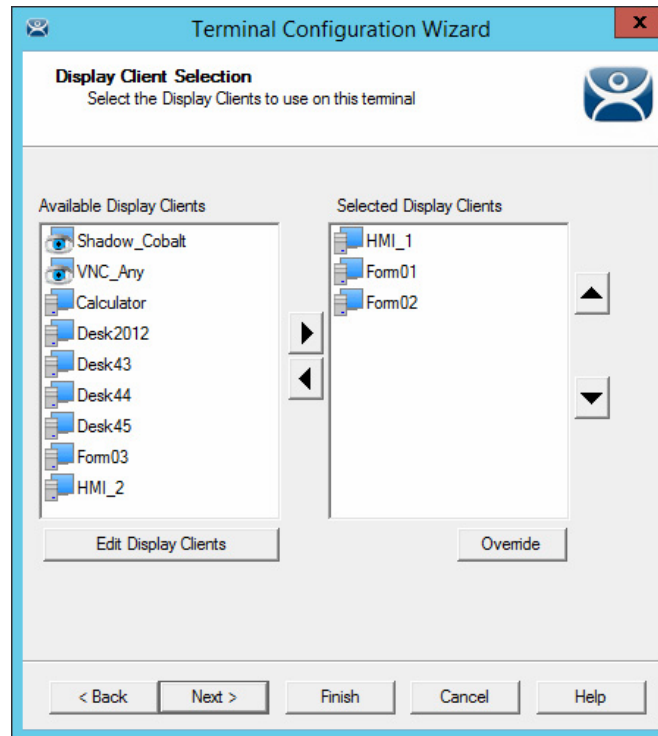 Terminal Configuration Wizard
x
Display Client Selection
Select the Display Clients to use on this terminal
Available Display Clients
Shadow_Cobalt
VNC_Any
Calculator
Desk2012
Desk43
Desk44
Desk45
Form03
HMI_2
Edit Display Clients
Selected Display Clients
HMI_1
Form01
Form02
Override
< Back
Next >
Finish
Cancel
Help